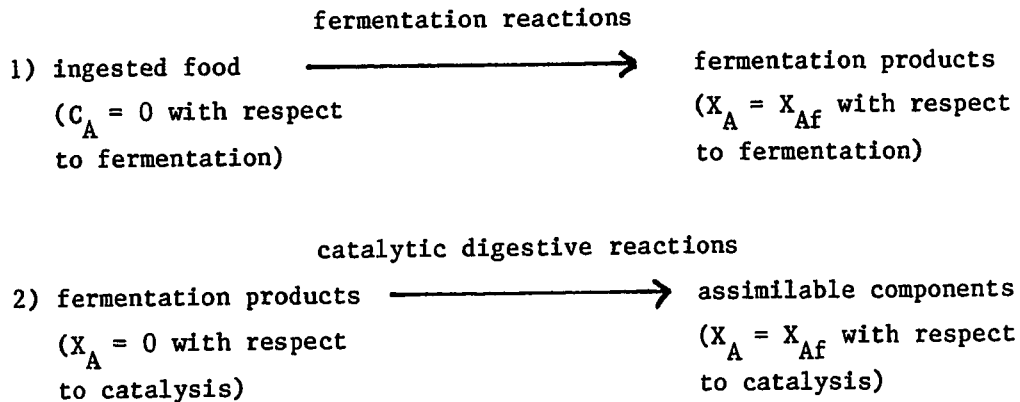 fermentation reactions
1) ingested food ⟶ fermentation products
(C_A = 0 with respect (X_A = X_Af with respect
to fermentation) to fermentation)
catalytic digestive reactions
2) fermentation products ⟶ assimilable components
(X_A = 0 with respect (X_A = X_Af with respect
to catalysis) to catalysis)